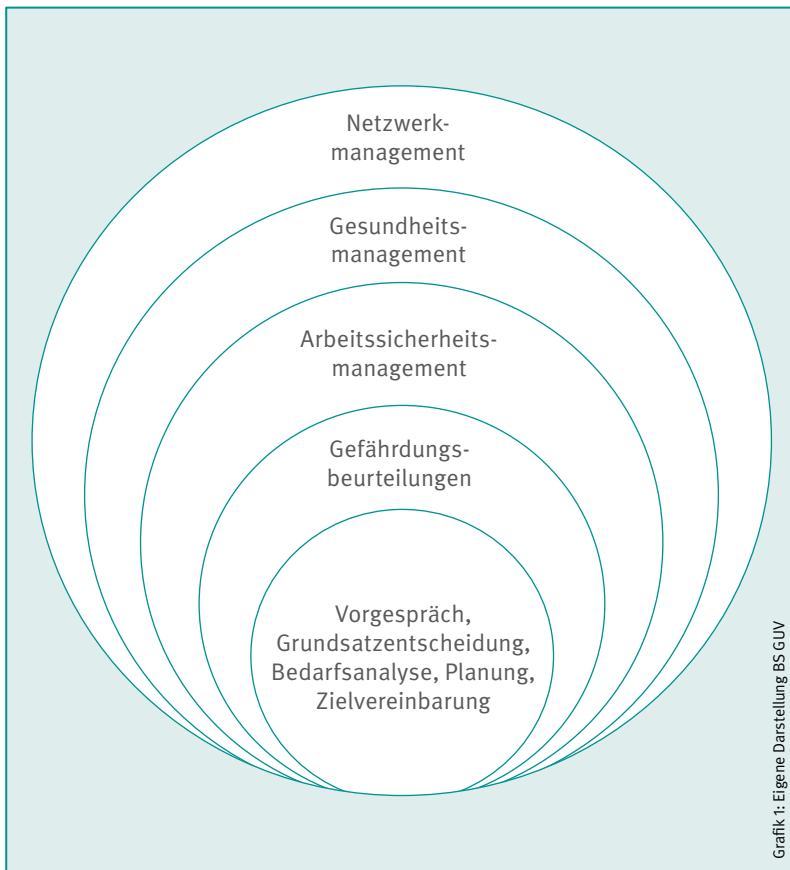 Netzwerk-
management
Gesundheits-
management
Arbeitssicherheits-
management
Gefährdungs-
beurteilungen
Vorgespräch,
Grundsatzentscheidung,
Bedarfsanalyse, Planung,
Zielvereinbarung
Grafik 1: Eigene Darstellung BS GUV